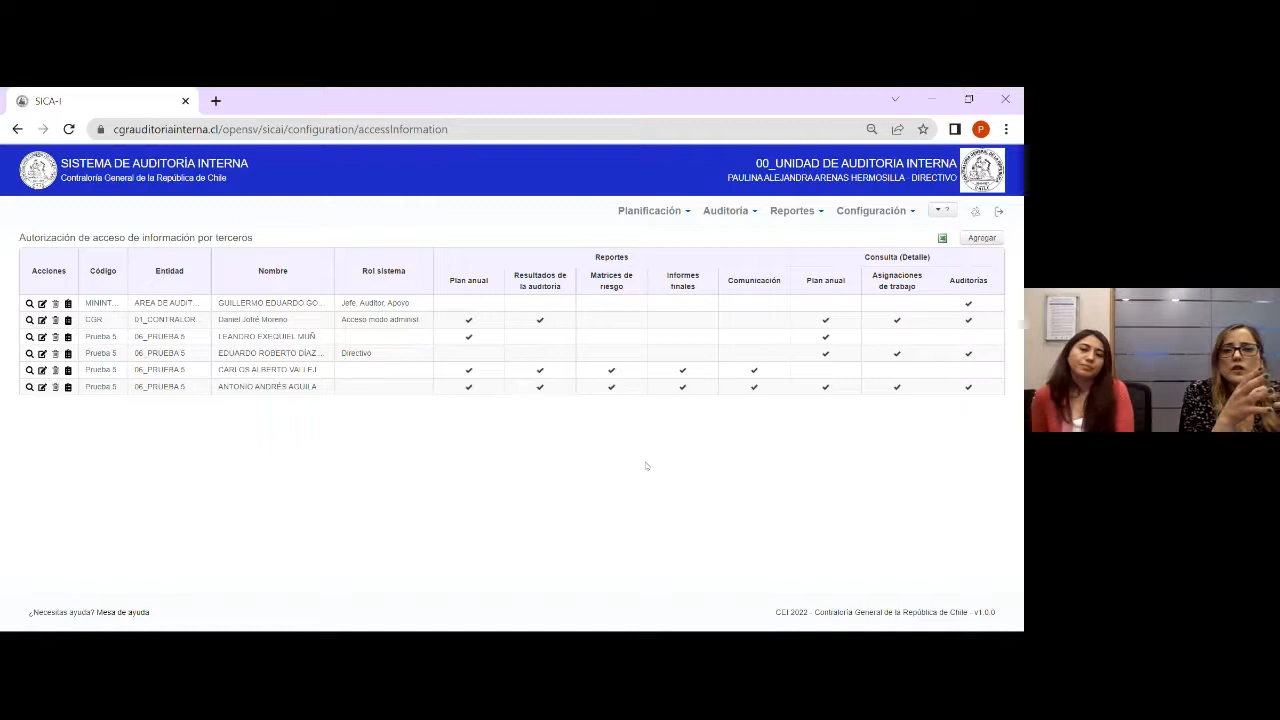 SICA-I
cgrauditoriainterna.cl/opensv/sicai/configuration/accessInformation
SISTEMA DE AUDITORÍA INTERNA
Contraloría General de la República de Chile
00_UNIDAD DE AUDITORIA INTERNA
PAULINA ALEJANDRA ARENAS HERMOSILLA - DIRECTIVO
Planificación Auditoría Reportes Configuración ?
Autorización de acceso de información por terceros Agregar
Reportes Consulta (Detalle)
Acciones Código Entidad Nombre Rol sistema Plan anual Resultados de la auditoría Matrices de riesgo Informes finales Comunicación Plan anual Asignaciones de trabajo Auditorías
MININT... AREA DE AUDIT... GUILLERMO EDUARDO GO... Jefe, Auditor, Apoyo
CGR 01_CONTRALOR... Daniel Jofré Moreno Acceso modo administ...
Prueba 5 06_PRUEBA 5 LEANDRO EXEQUIEL MUÑ...
Prueba 5 06_PRUEBA 5 EDUARDO ROBERTO DÍAZ... Directivo
Prueba 5 06_PRUEBA 5 CARLOS ALBERTO VALLEJ...
Prueba 5 06_PRUEBA 5 ANTONIO ANDRÉS AGUILA...
¿Necesitas ayuda? Mesa de ayuda
CEI 2022 - Contraloría General de la República de Chile - v1.0.0